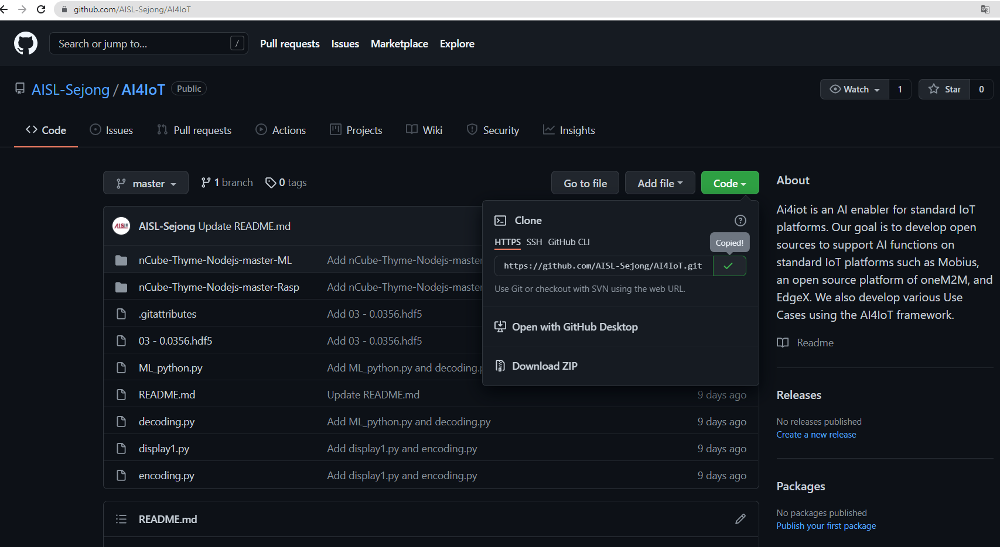 github.com/AISL-Sejong/AI4IoT
Search or jump to... /
Pull requests Issues Marketplace Explore
AISL-Sejong / AI4IoT Public
Watch 1 Star 0
Code Issues Pull requests Actions Projects Wiki Security Insights
master 1 branch 0 tags
Go to file Add file Code
AISL AISL-Sejong Update README.md
nCube-Thyme-Nodejs-master-ML Add nCube-Thyme-Nodejs-master
nCube-Thyme-Nodejs-master-Rasp Add nCube-Thyme-Nodejs-master
.gitattributes Add 03 - 0.0356.hdf5
03 - 0.0356.hdf5 Add 03 - 0.0356.hdf5
ML_python.py Add ML_python.py and decoding.p
README.md Update README.md 9 days ago
decoding.py Add ML_python.py and decoding.py 9 days ago
display1.py Add display1.py and encoding.py 9 days ago
encoding.py Add display1.py and encoding.py 9 days ago
README.md
Clone
HTTPS SSH GitHub CLI
Copied!
https://github.com/AISL-Sejong/AI4IoT.git
Use Git or checkout with SVN using the web URL.
Open with GitHub Desktop
Download ZIP
About
Ai4iot is an AI enabler for standard IoT
platforms. Our goal is to develop open
sources to support AI functions on
standard IoT platforms such as Mobius,
an open source platform of oneM2M, and
EdgeX. We also develop various Use
Cases using the AI4IoT framework.
Readme
Releases
No releases published
Create a new release
Packages
No packages published
Publish your first package